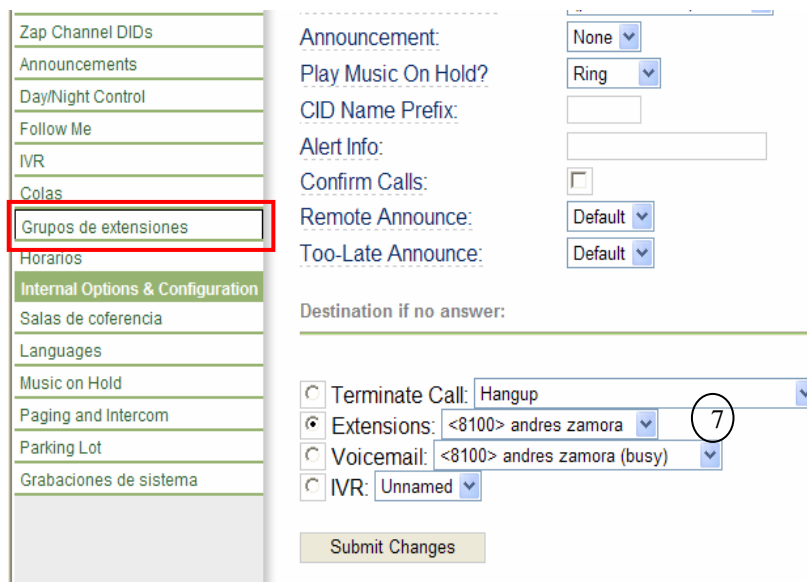 Zap Channel DIDs
Announcements
Day/Night Control
Follow Me
IVR
Colas
Grupos de extensiones
Horarios
Internal Options & Configuration
Salas de coferencia
Languages
Music on Hold
Paging and Intercom
Parking Lot
Grabaciones de sistema
Announcement: None
Play Music On Hold? Ring
CID Name Prefix:
Alert Info:
Confirm Calls:
Remote Announce: Default
Too-Late Announce: Default
Destination if no answer:
Terminate Call: Hangup
Extensions: <8100> andres zamora 7
Voicemail: <8100> andres zamora (busy)
IVR: Unnamed
Submit Changes